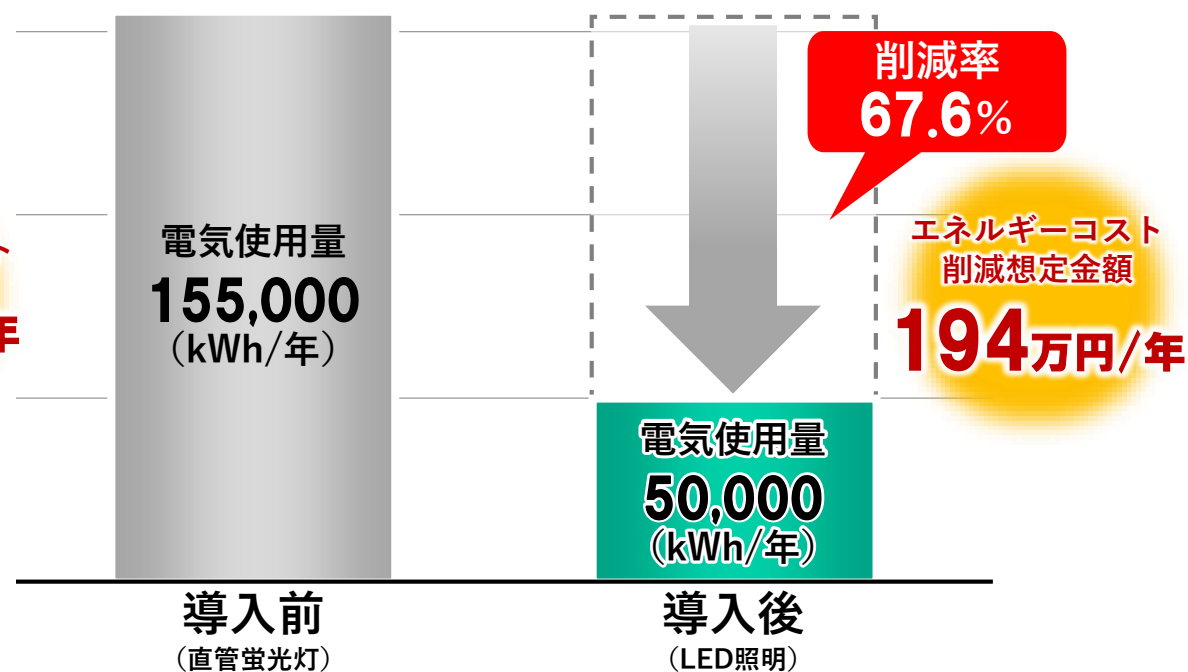 削減率
67.6%
電気使用量
155,000
(kWh/年)
エネルギーコスト
削減想定金額
194万円/年
電気使用量
50,000
(kWh/年)
導入前
(直管蛍光灯)
導入後
(LED照明)
ト
年